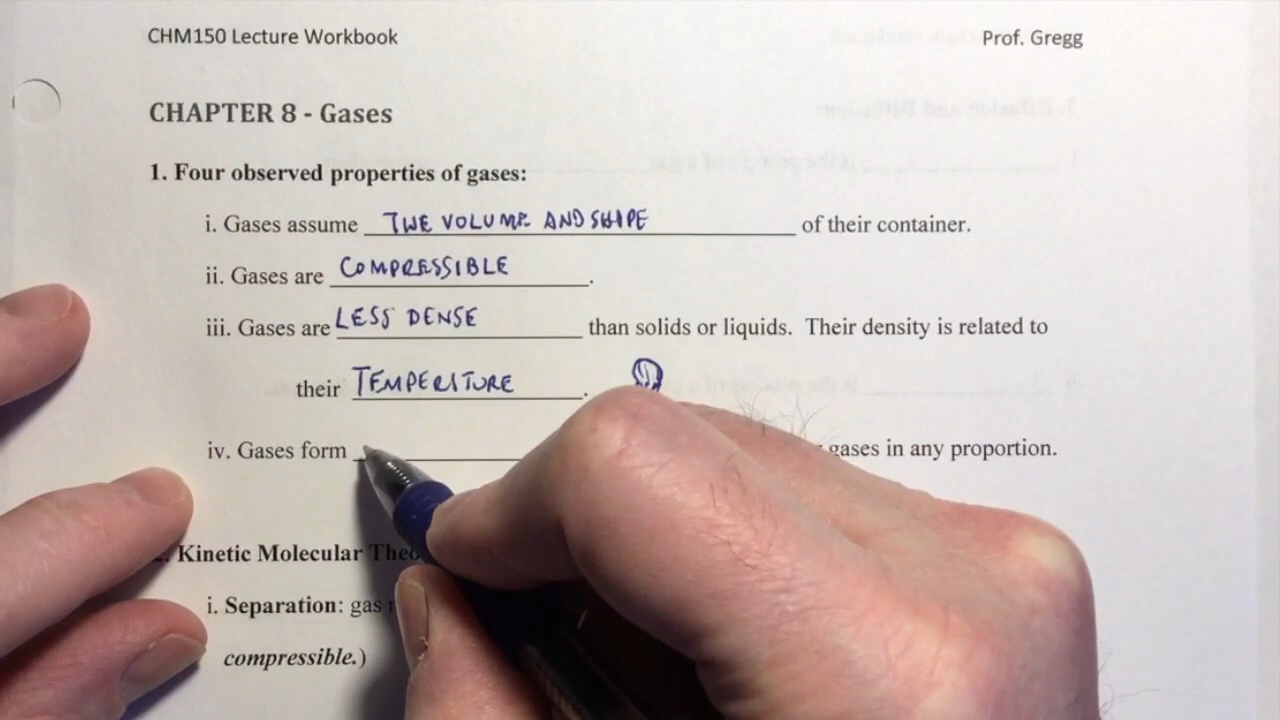 CHM150 Lecture Workbook Prof. Gregg
CHAPTER 8 - Gases
1. Four observed properties of gases:
i. Gases assume THE VOLUME AND SHAPE of their container.
ii. Gases are COMPRESSIBLE.
iii. Gases are LESS DENSE than solids or liquids. Their density is related to
their TEMPERATURE.
iv. Gases form gases in any proportion.
. Kinetic Molecular
i. Separation: gas
compressible.)